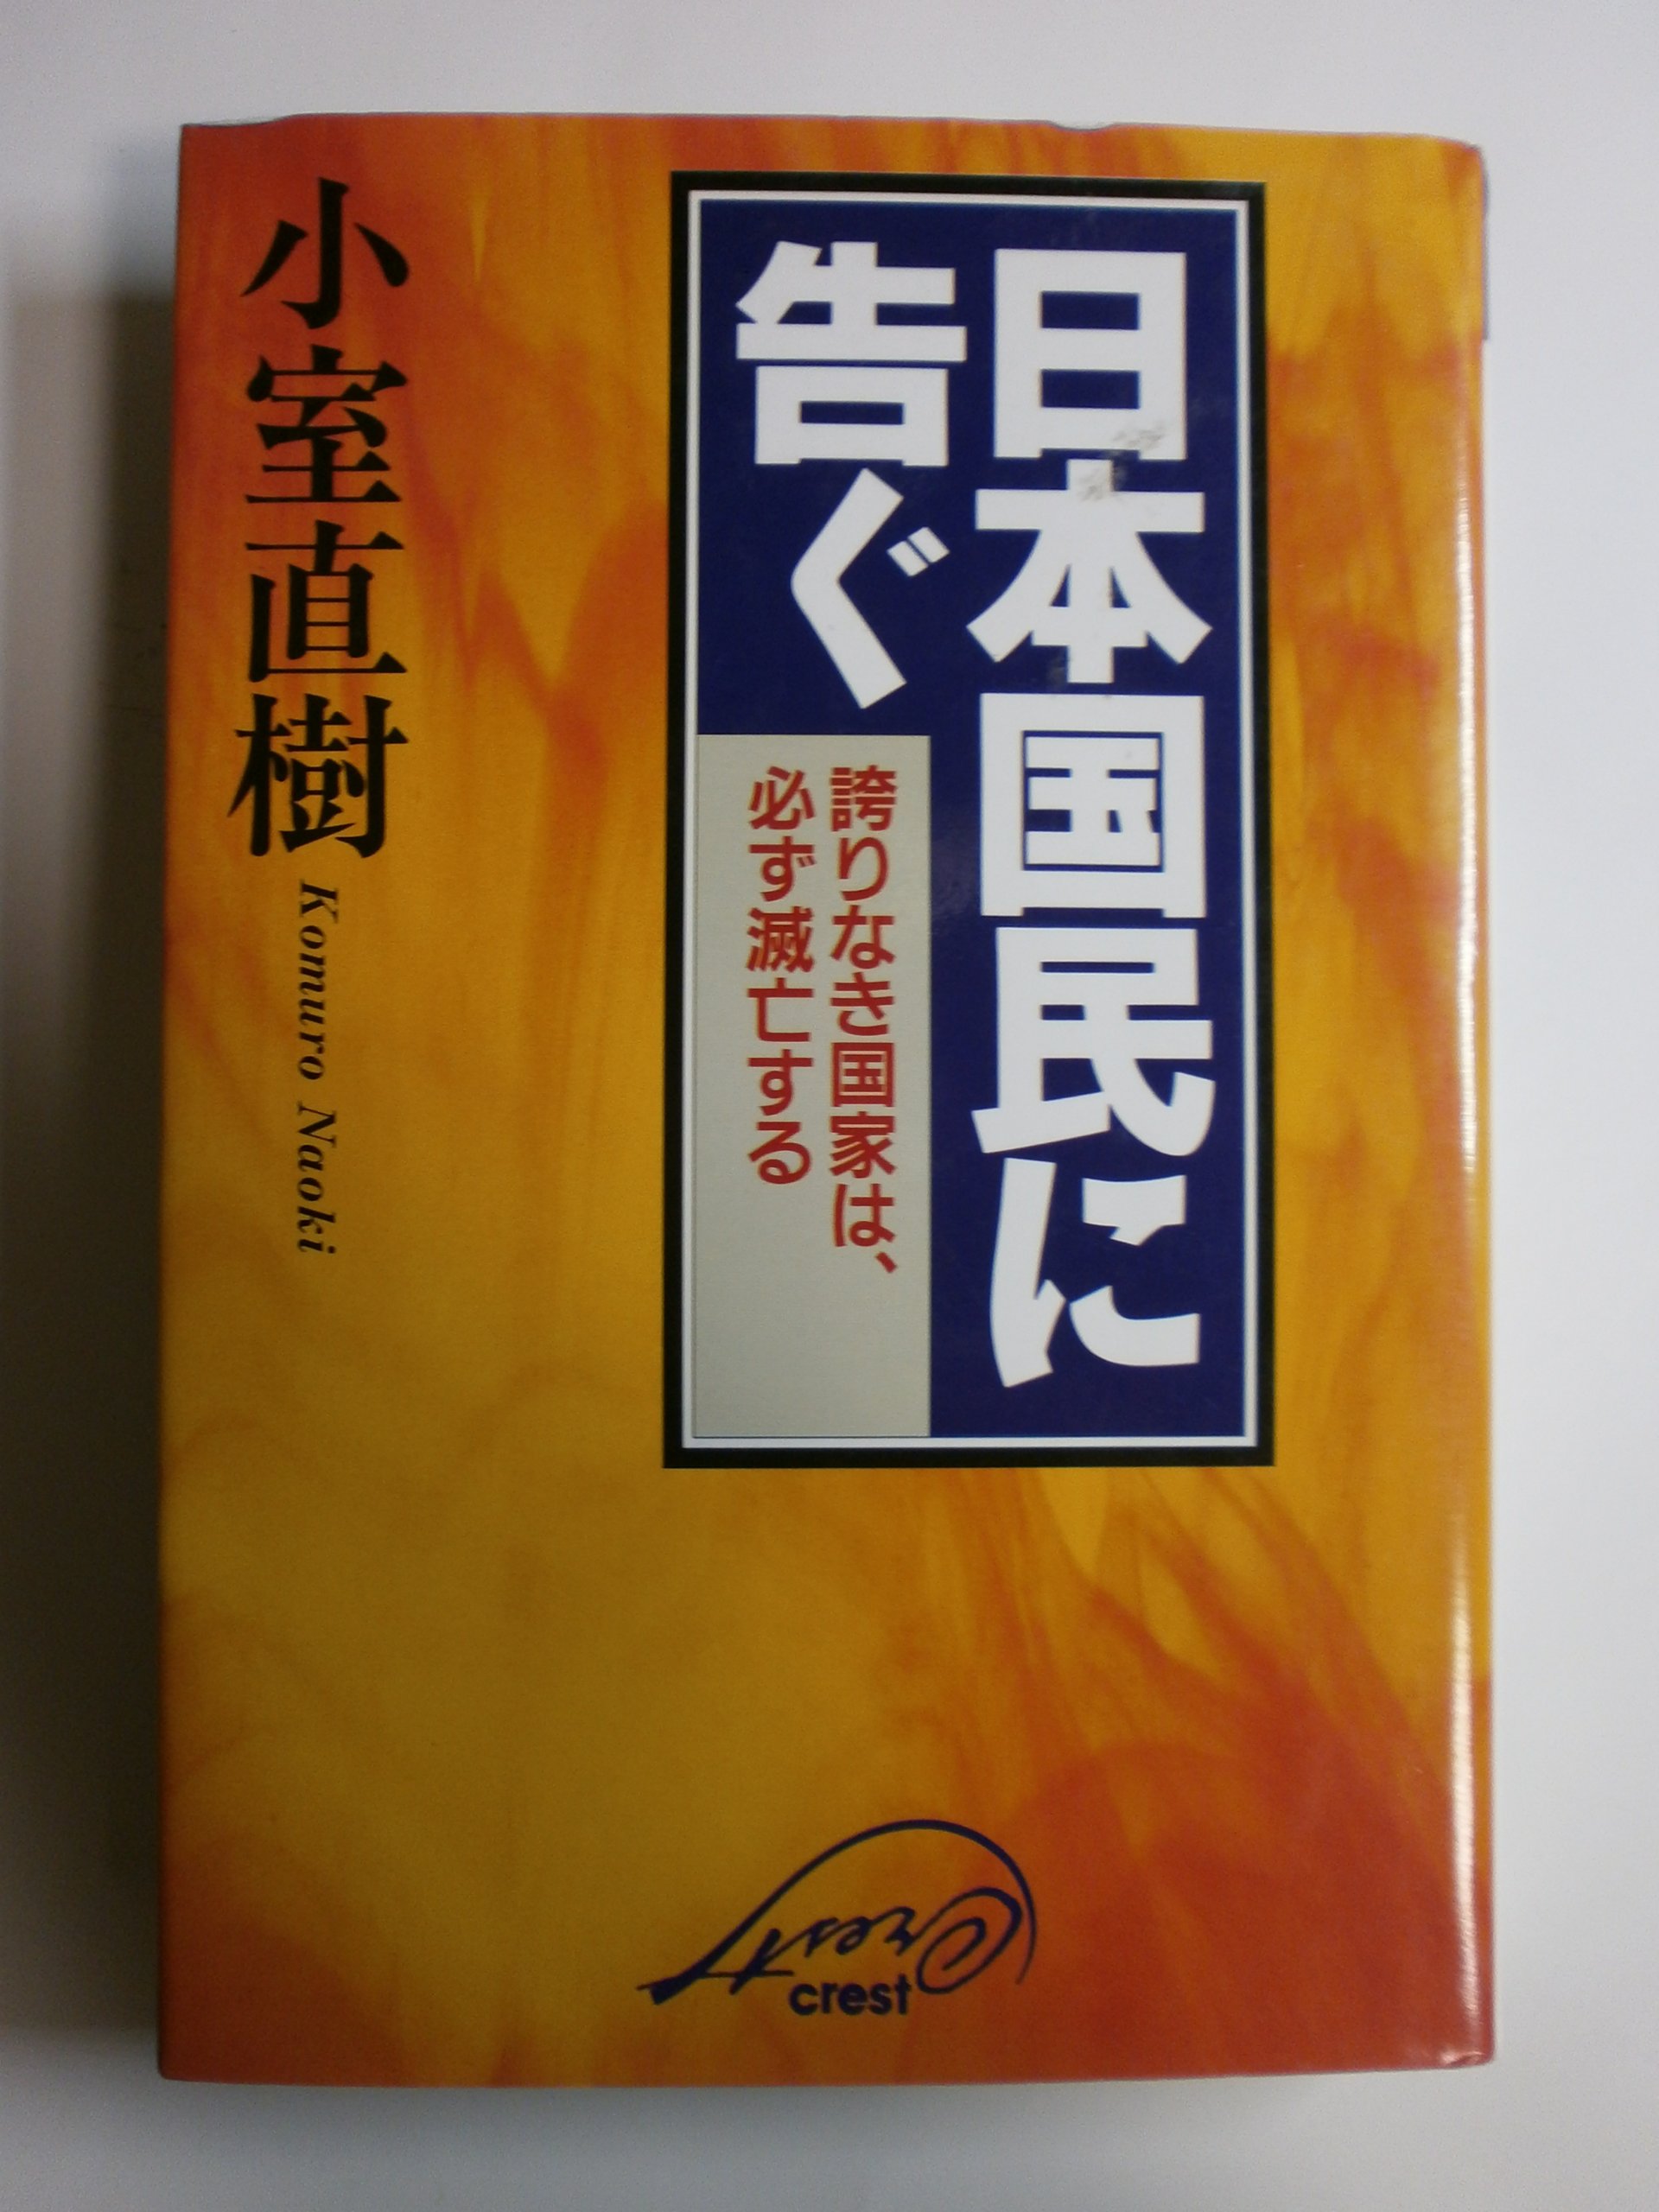 日本国民に
告ぐ
誇りなき国家は、
必ず滅亡する
小室直樹
Komuro Naoki
Crest
crest